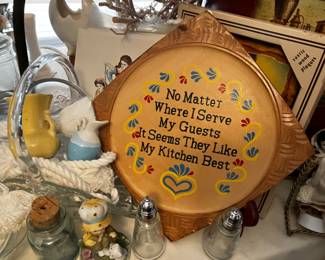 No Matter
Where I Serve
My Guests
It Seems They Like
My Kitchen Best